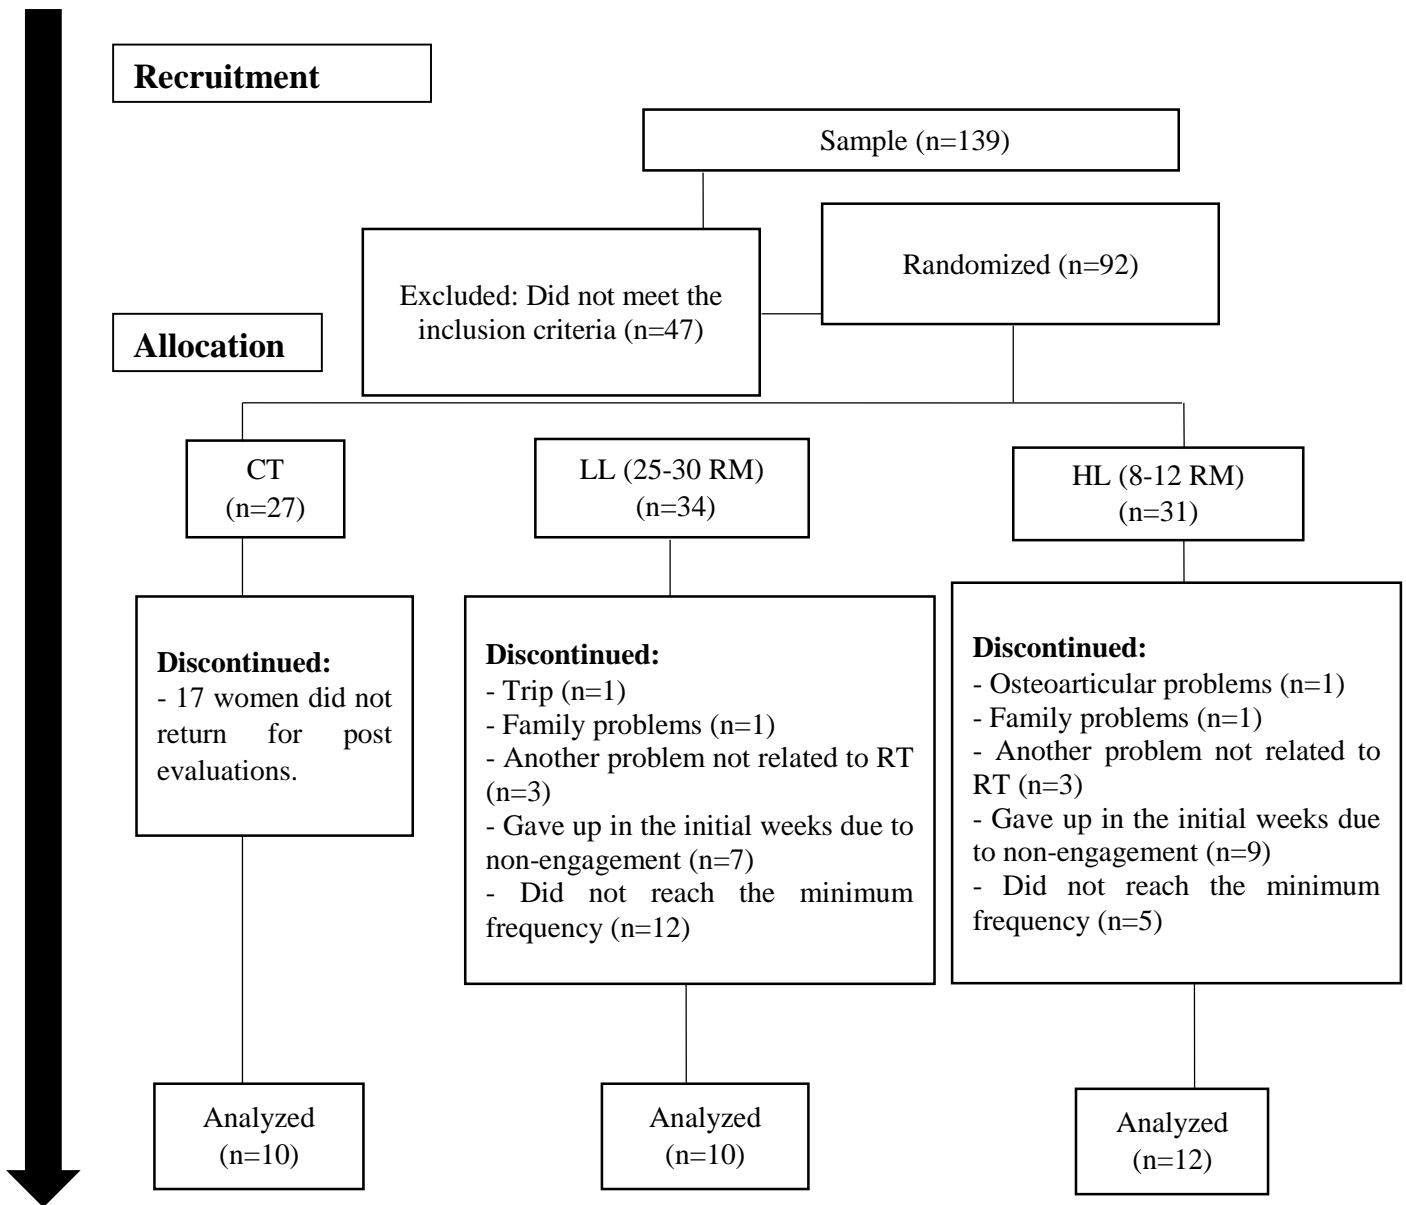 Recruitment
Sample (n=139)
Randomized (n=92)
Excluded: Did not meet the
inclusion criteria (n=47)
Allocation
CT
(n=27)
LL (25-30 RM)
(n=34)
HL (8-12 RM)
(n=31)
Discontinued:
- 17 women did not
return for post
evaluations.
Discontinued:
- Trip (n=1)
- Family problems (n=1)
- Another problem not related to RT
(n=3)
- Gave up in the initial weeks due to
non-engagement (n=7)
- Did not reach the minimum
frequency (n=12)
Discontinued:
- Osteoarticular problems (n=1)
- Family problems (n=1)
- Another problem not related to
RT (n=3)
- Gave up in the initial weeks due
to non-engagement (n=9)
- Did not reach the minimum
frequency (n=5)
Analyzed
(n=10)
Analyzed
(n=10)
Analyzed
(n=12)